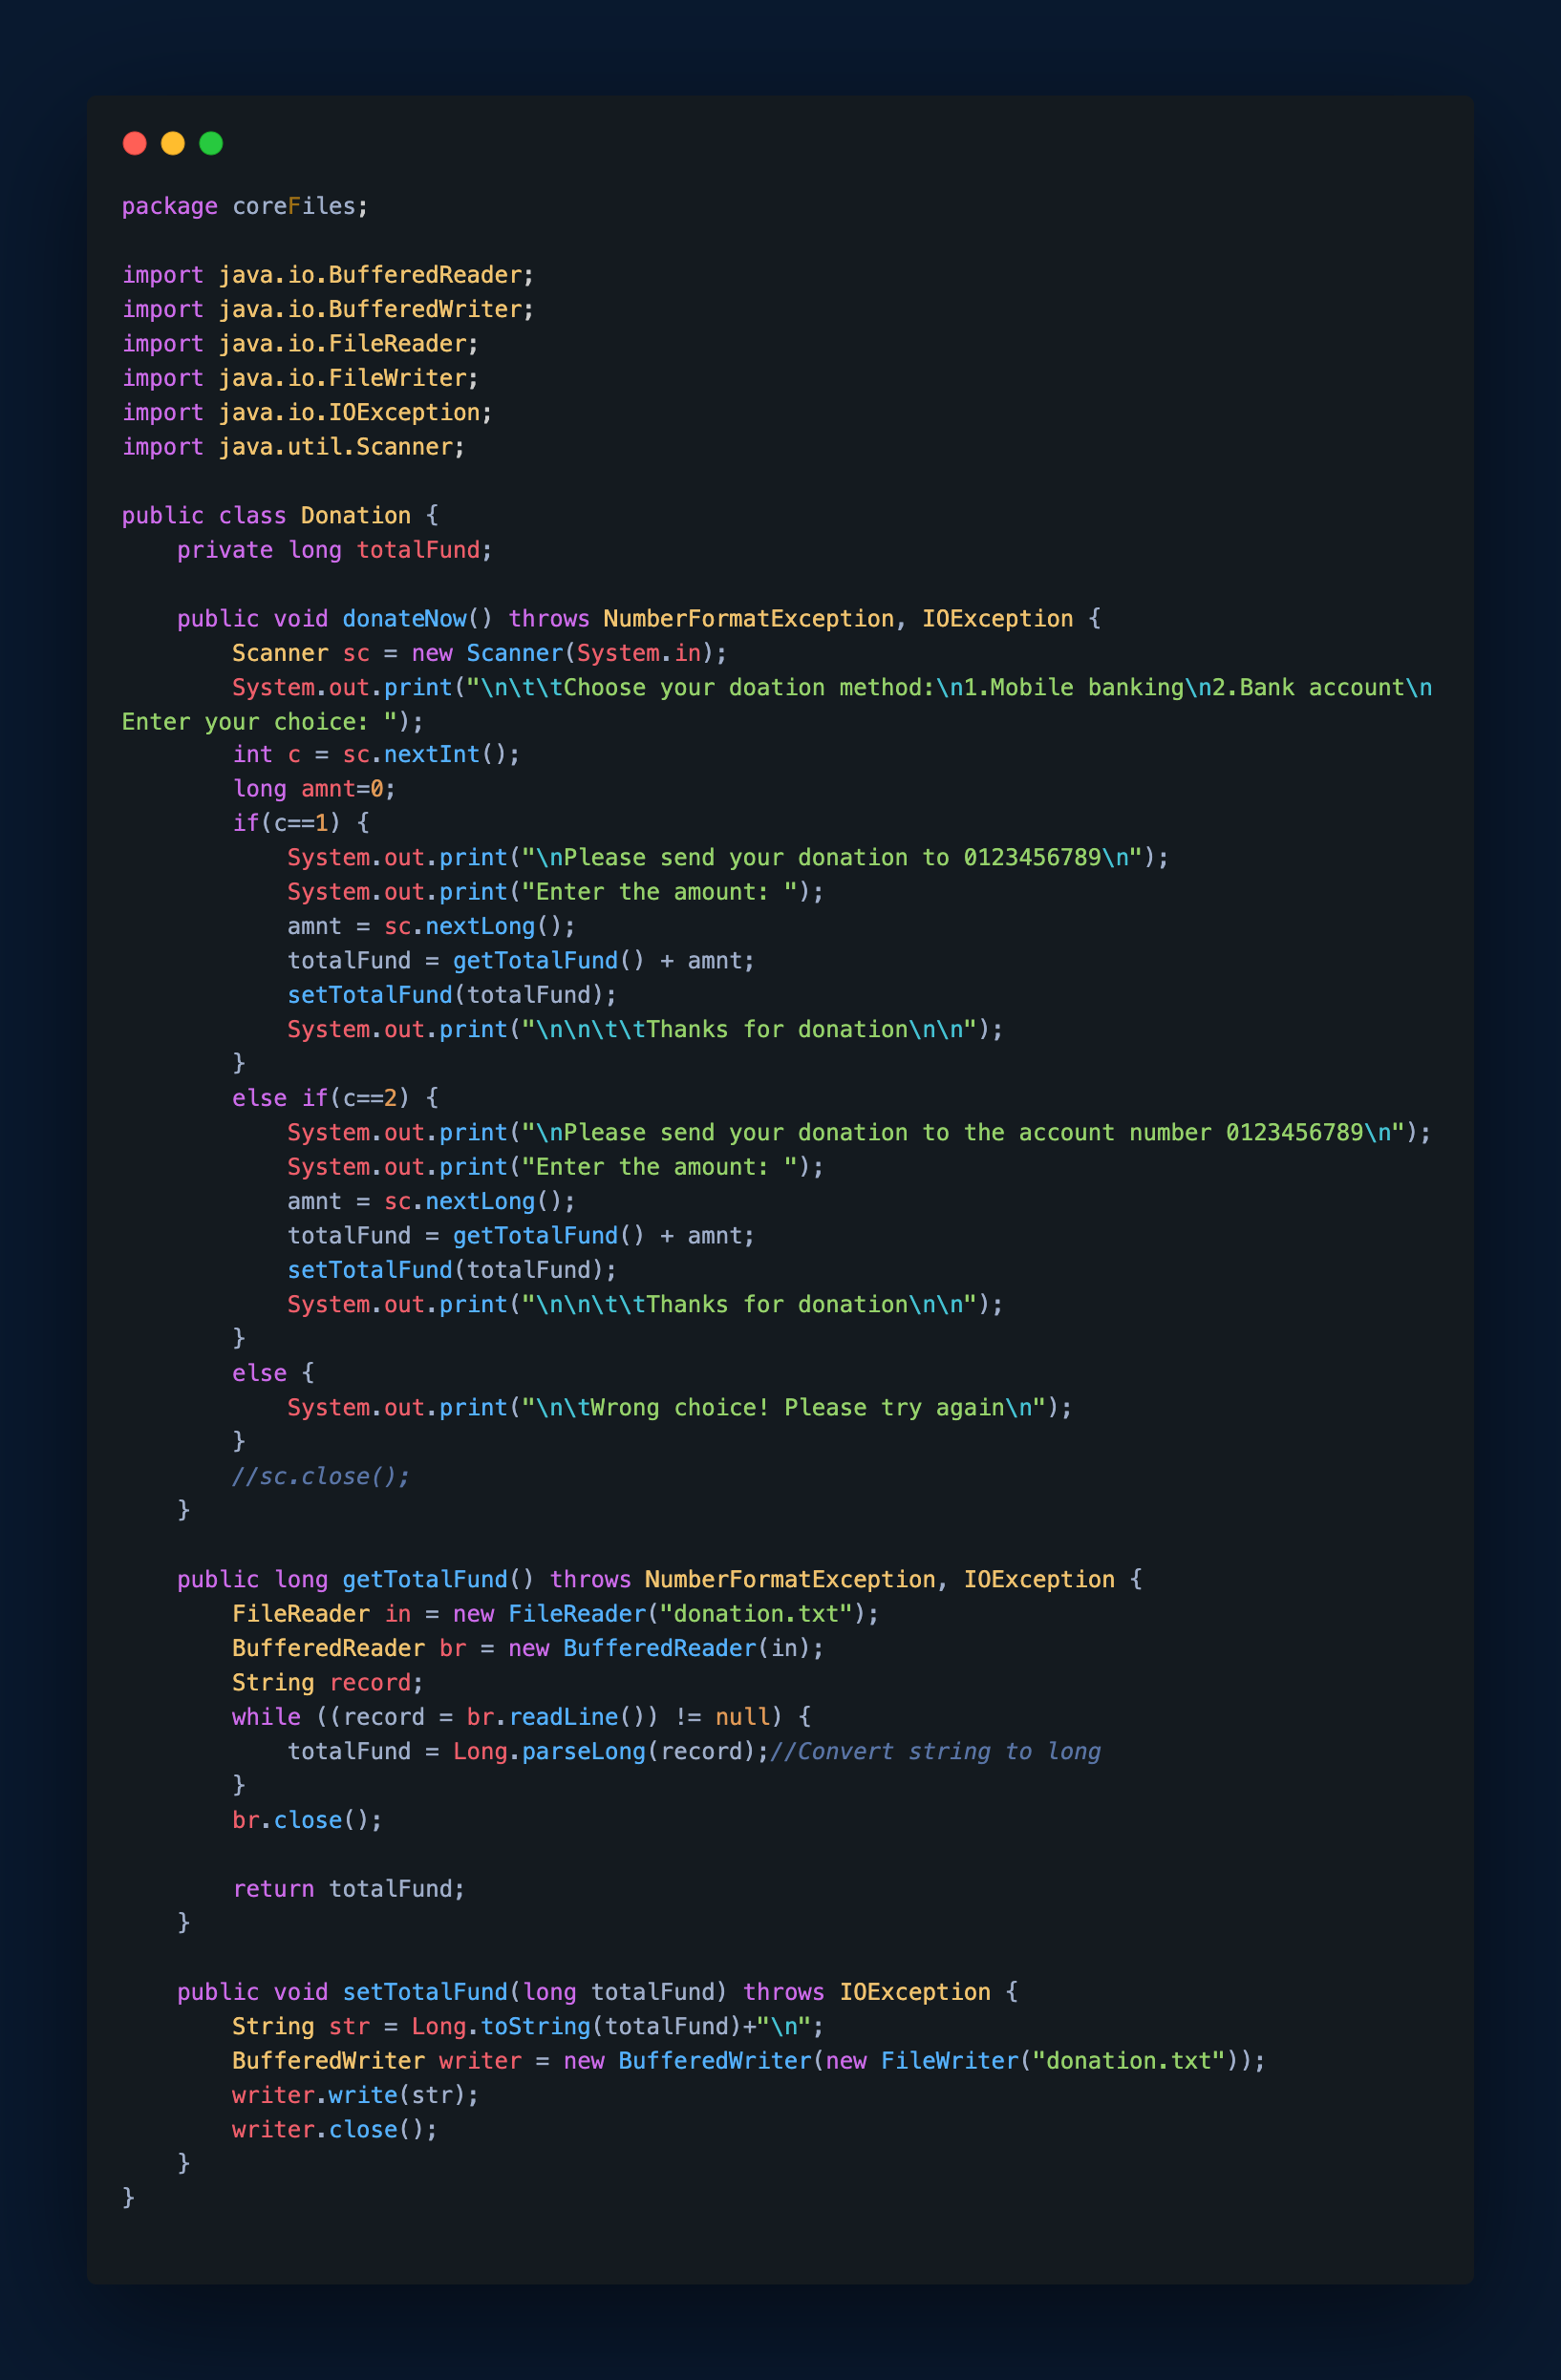 package coreFiles;

import java.io.BufferedReader;
import java.io.BufferedWriter;
import java.io.FileReader;
import java.io.FileWriter;
import java.io.IOException;
import java.util.Scanner;

public class Donation {
    private long totalFund;

    public void donateNow() throws NumberFormatException, IOException {
        Scanner sc = new Scanner(System.in);
        System.out.print("\n\t\tChoose your doation method:\n1.Mobile banking\n2.Bank account\n
Enter your choice: ");
        int c = sc.nextInt();
        long amnt=0;
        if(c==1) {
            System.out.print("\nPlease send your donation to 0123456789\n");
            System.out.print("Enter the amount: ");
            amnt = sc.nextLong();
            totalFund = getTotalFund() + amnt;
            setTotalFund(totalFund);
            System.out.print("\n\n\t\tThanks for donation\n\n");
        }
        else if(c==2) {
            System.out.print("\nPlease send your donation to the account number 0123456789\n");
            System.out.print("Enter the amount: ");
            amnt = sc.nextLong();
            totalFund = getTotalFund() + amnt;
            setTotalFund(totalFund);
            System.out.print("\n\n\t\tThanks for donation\n\n");
        }
        else {
            System.out.print("\n\tWrong choice! Please try again\n");
        }
        //sc.close();
    }

    public long getTotalFund() throws NumberFormatException, IOException {
        FileReader in = new FileReader("donation.txt");
        BufferedReader br = new BufferedReader(in);
        String record;
        while ((record = br.readLine()) != null) {
            totalFund = Long.parseLong(record);//Convert string to long
        }
        br.close();

        return totalFund;
    }

    public void setTotalFund(long totalFund) throws IOException {
        String str = Long.toString(totalFund)+"\n";
        BufferedWriter writer = new BufferedWriter(new FileWriter("donation.txt"));
        writer.write(str);
        writer.close();
    }
}